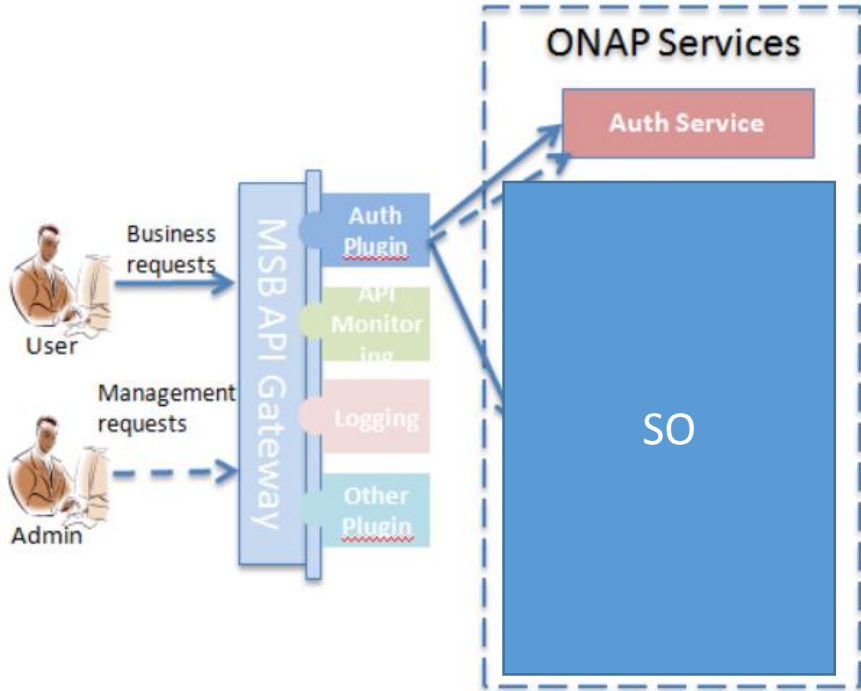 ONAP Services
Auth Service
Auth
Plugin
Business
requests
MSB API Gateway
API
Monitor
ing
User
Management
requests
Logging
SO
Other
Plugin
Admin